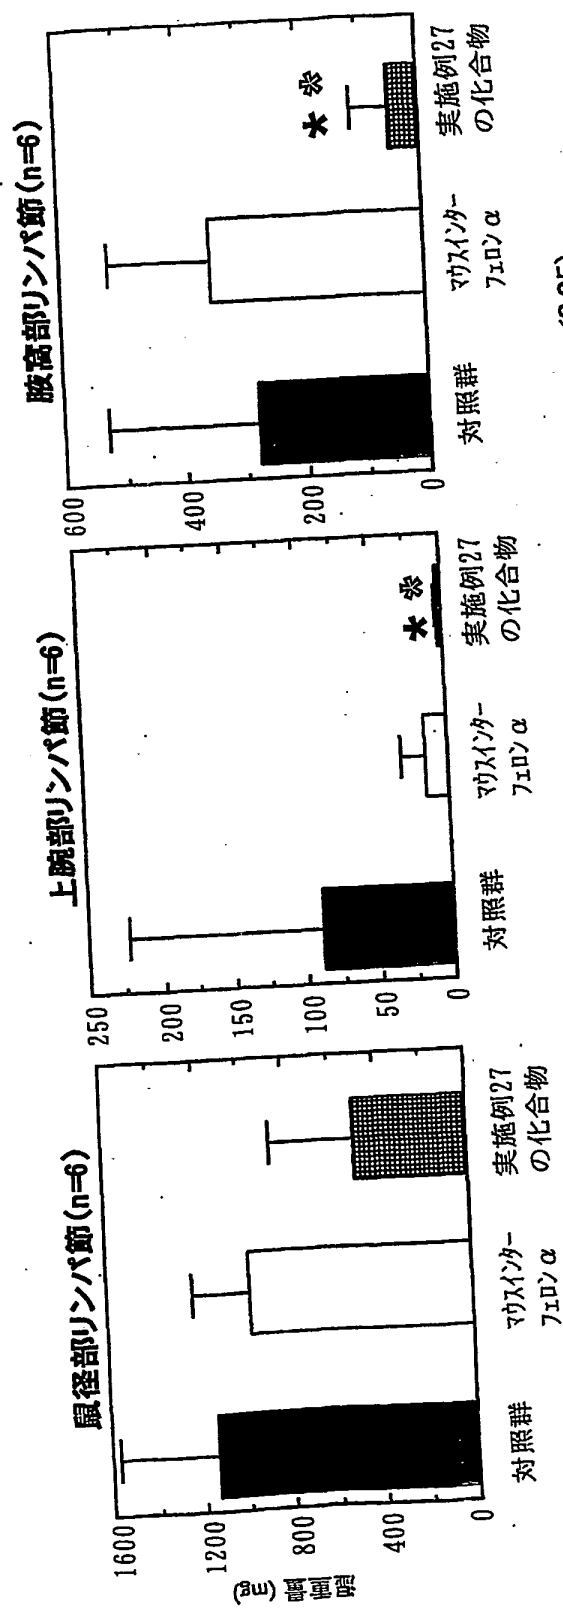 鼠径部リンパ節(n=6)
臓重量 (mg)
1600
1200
800
400
0
対照群
マウスインター
フェロンα
実施例27
の化合物
上腕部リンパ節(n=6)
250
200
150
100
50
0
* ※
対照群
マウスインター
フェロンα
実施例27
の化合物
腋窩部リンパ節(n=6)
600
400
200
0
* ※
対照群
マウスインター
フェロンα
実施例27
の化合物